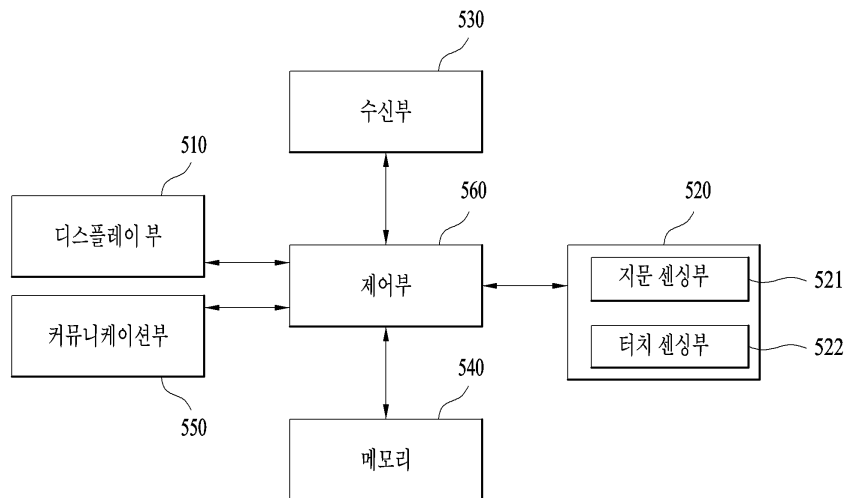 530
수신부
510
560
520
디스플레이 부
제어부
지문 센싱부
521
커뮤니케이션부
터치 센싱부
522
550
540
메모리